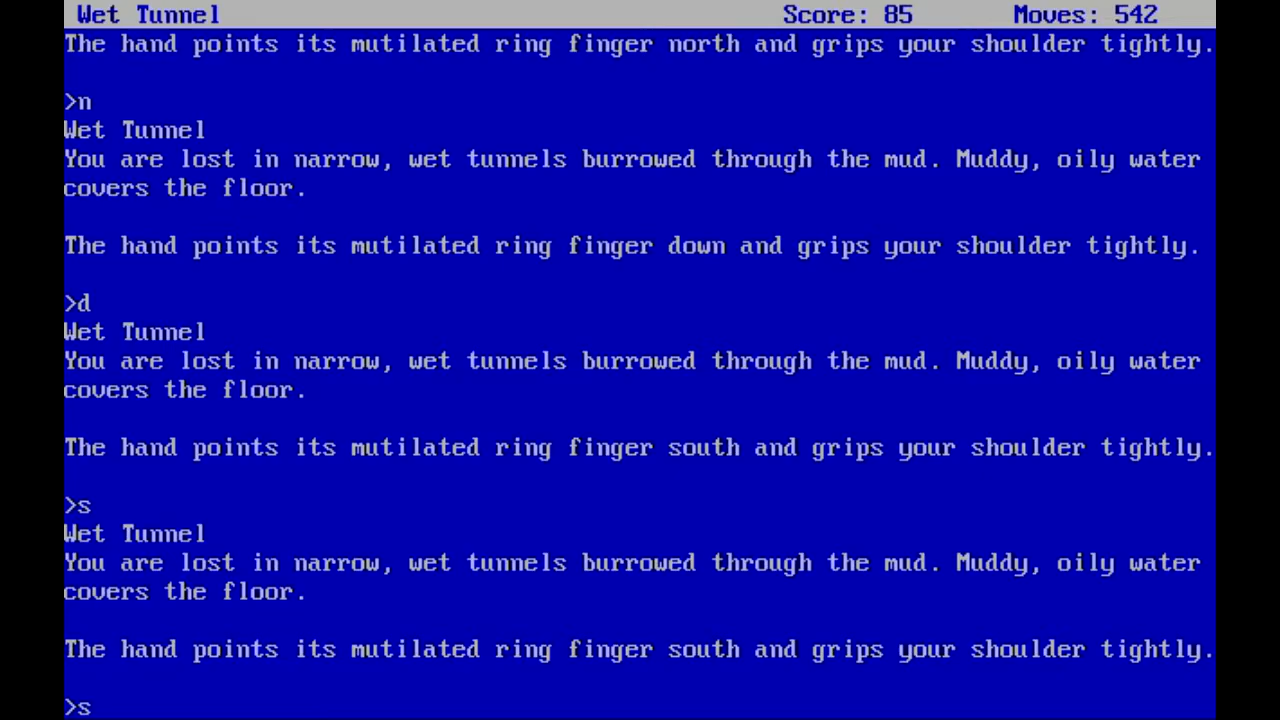 Wet Tunnel Score: 85 Moves: 542
The hand points its mutilated ring finger north and grips your shoulder tightly.
>n
Wet Tunnel
You are lost in narrow, wet tunnels burrowed through the mud. Muddy, oily water
covers the floor.
The hand points its mutilated ring finger down and grips your shoulder tightly.
>d
Wet Tunnel
You are lost in narrow, wet tunnels burrowed through the mud. Muddy, oily water
covers the floor.
The hand points its mutilated ring finger south and grips your shoulder tightly.
>s
Wet Tunnel
You are lost in narrow, wet tunnels burrowed through the mud. Muddy, oily water
covers the floor.
The hand points its mutilated ring finger south and grips your shoulder tightly.
>s